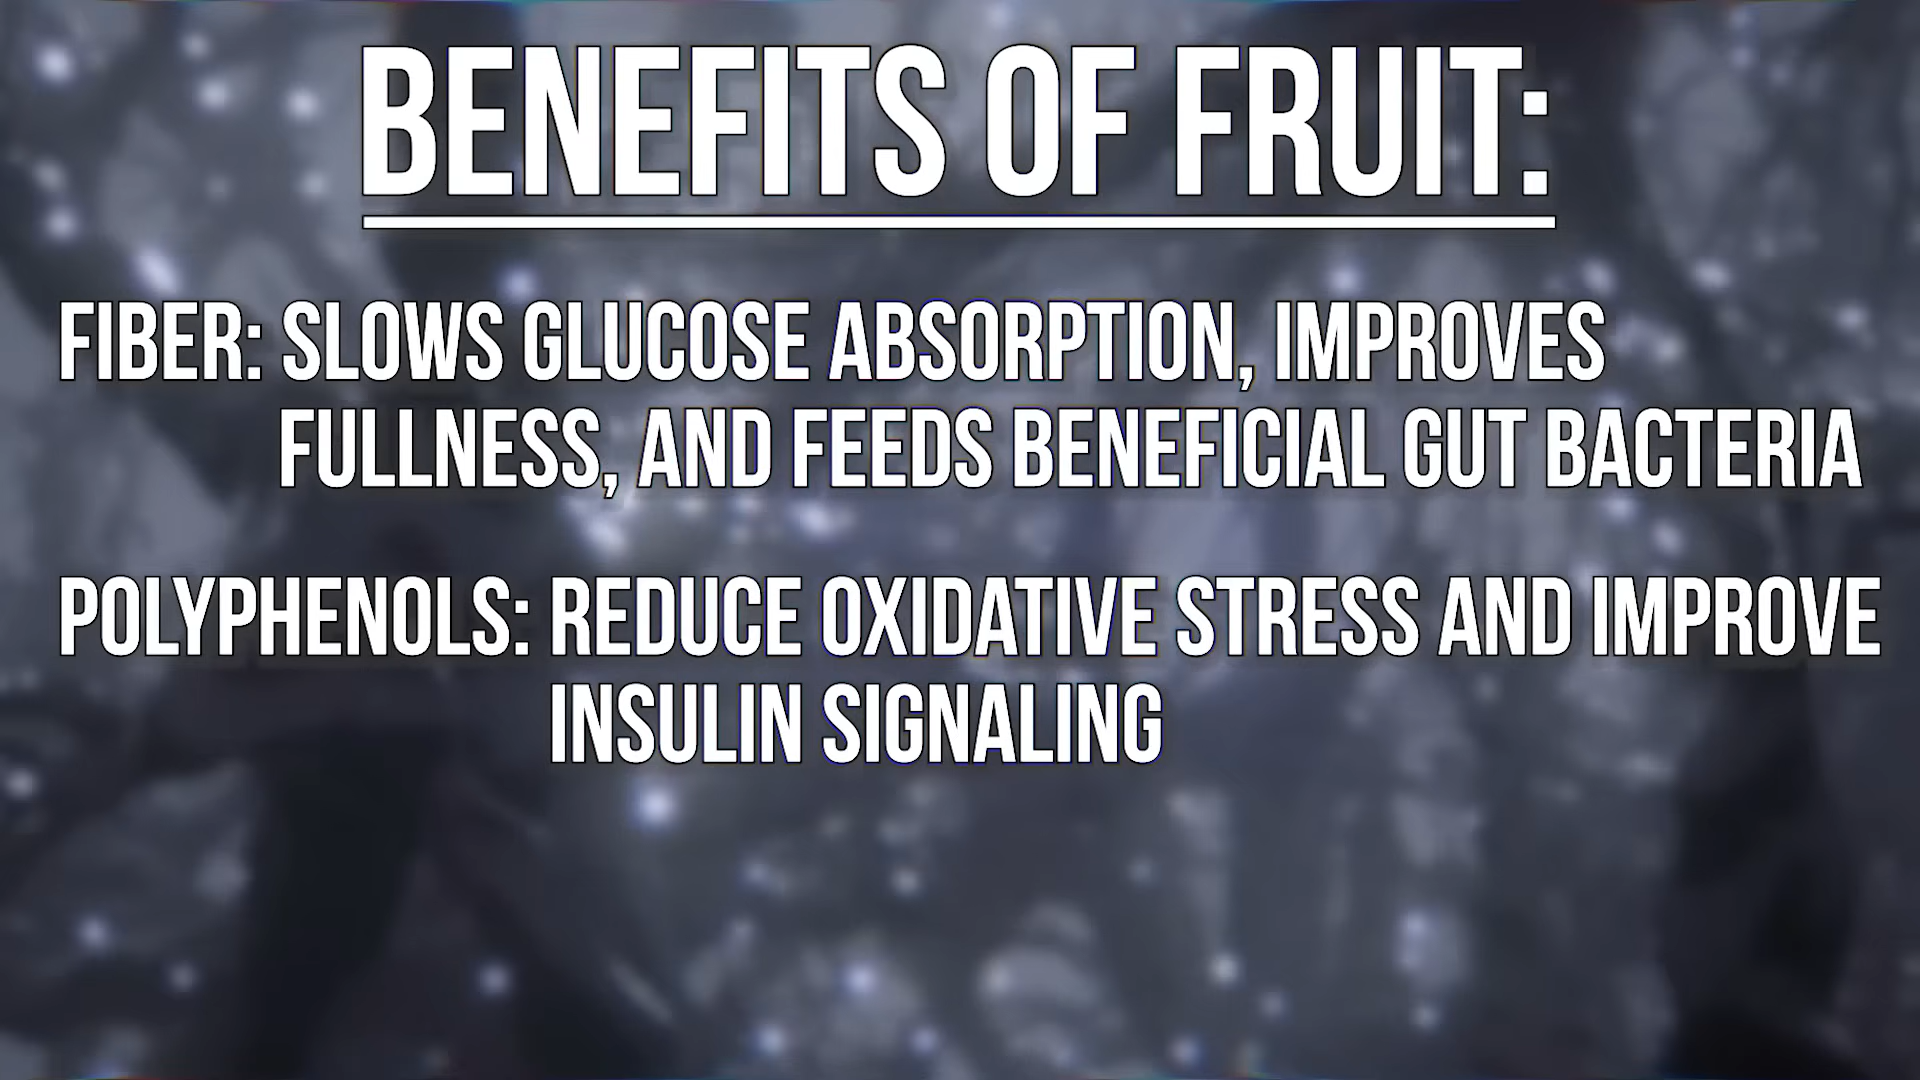 BENEFITS OF FRUIT:
FIBER: SLOWS GLUCOSE ABSORPTION, IMPROVES
FULLNESS, AND FEEDS BENEFICIAL GUT BACTERIA
POLYPHENOLS: REDUCE OXIDATIVE STRESS AND IMPROVE
INSULIN SIGNALING